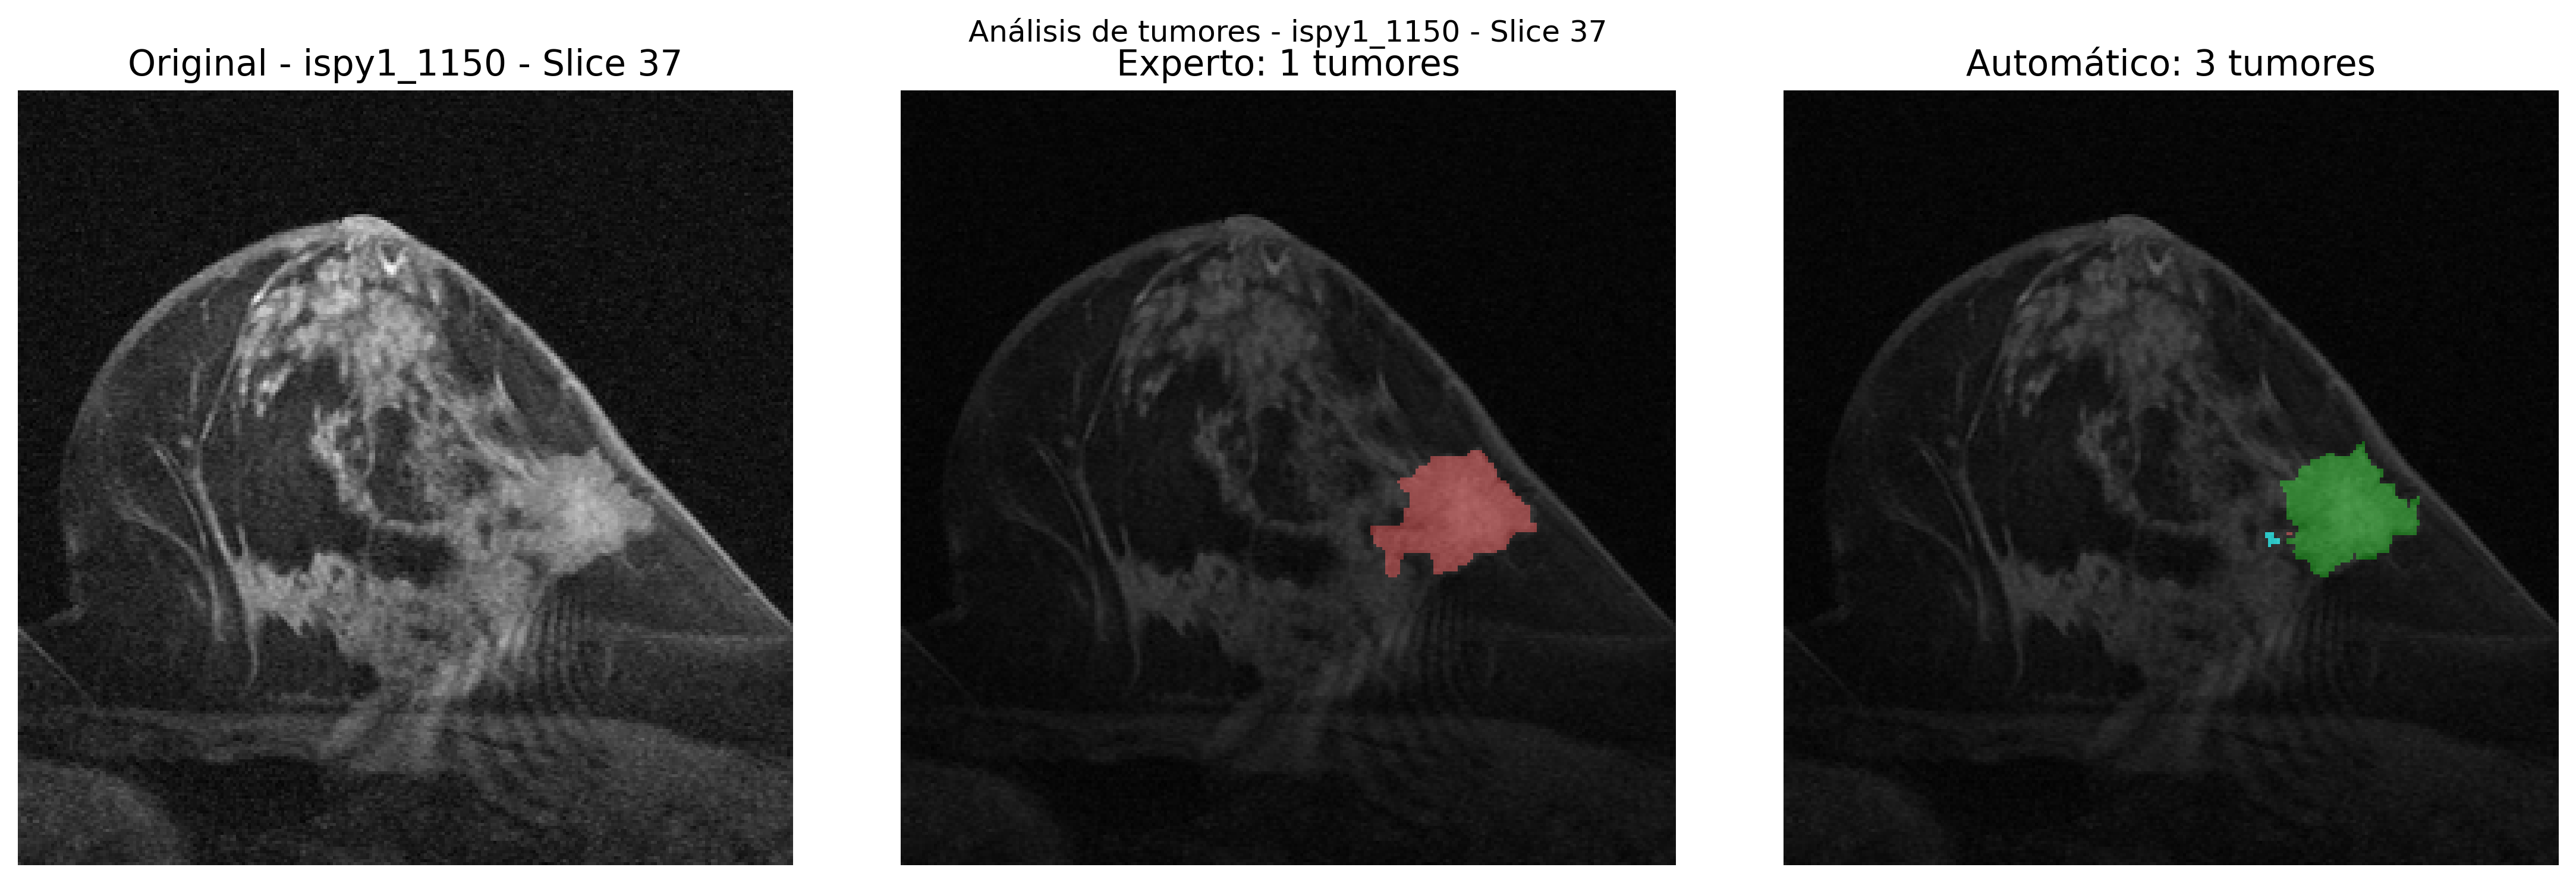 Análisis de tumores - ispy1_1150 - Slice 37
Original - ispy1_1150 - Slice 37
Experto: 1 tumores
Automático: 3 tumores